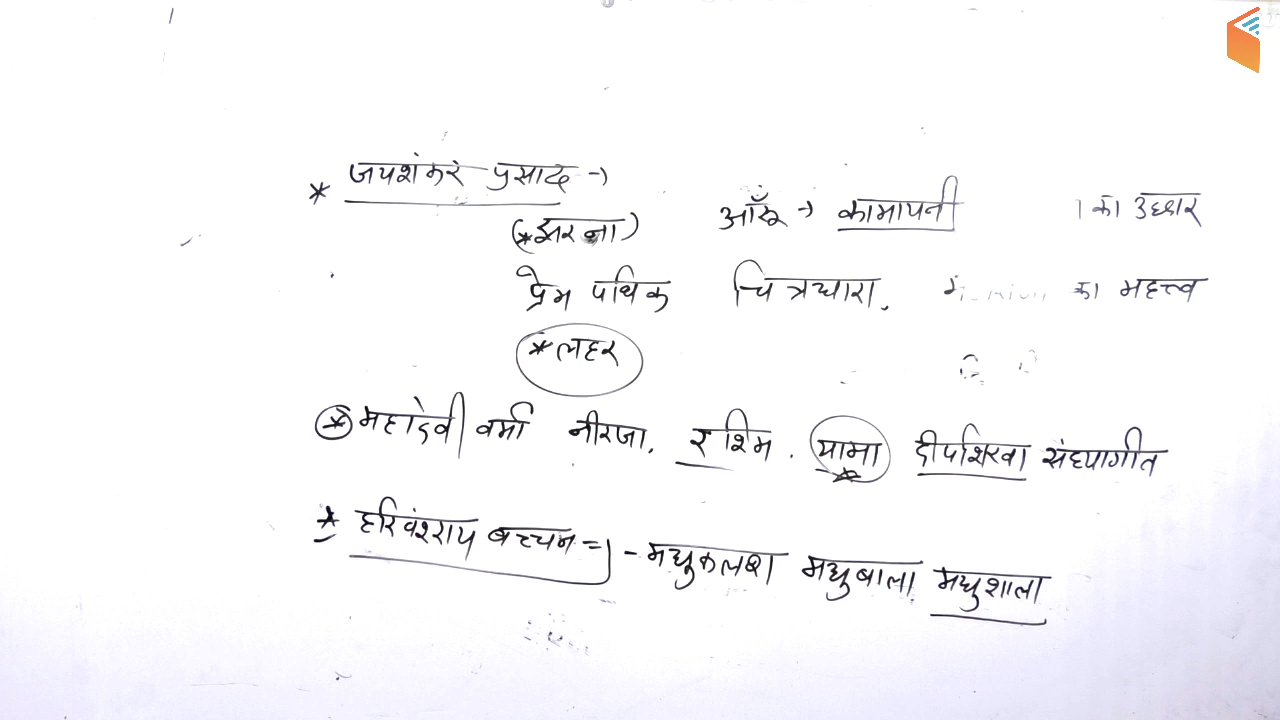 * जयशंकर प्रसाद →
(* झरना) आँसू → कामायनी का उद्धार
प्रेम पथिक चित्राधारा. का महत्त्व
* लहर
* महादेवी वर्मा नीरजा. रश्मि. यामा दीपशिखा संध्यागीत
* हरिवंशराय बच्चन => - मधुकलश मधुबाला मधुशाला